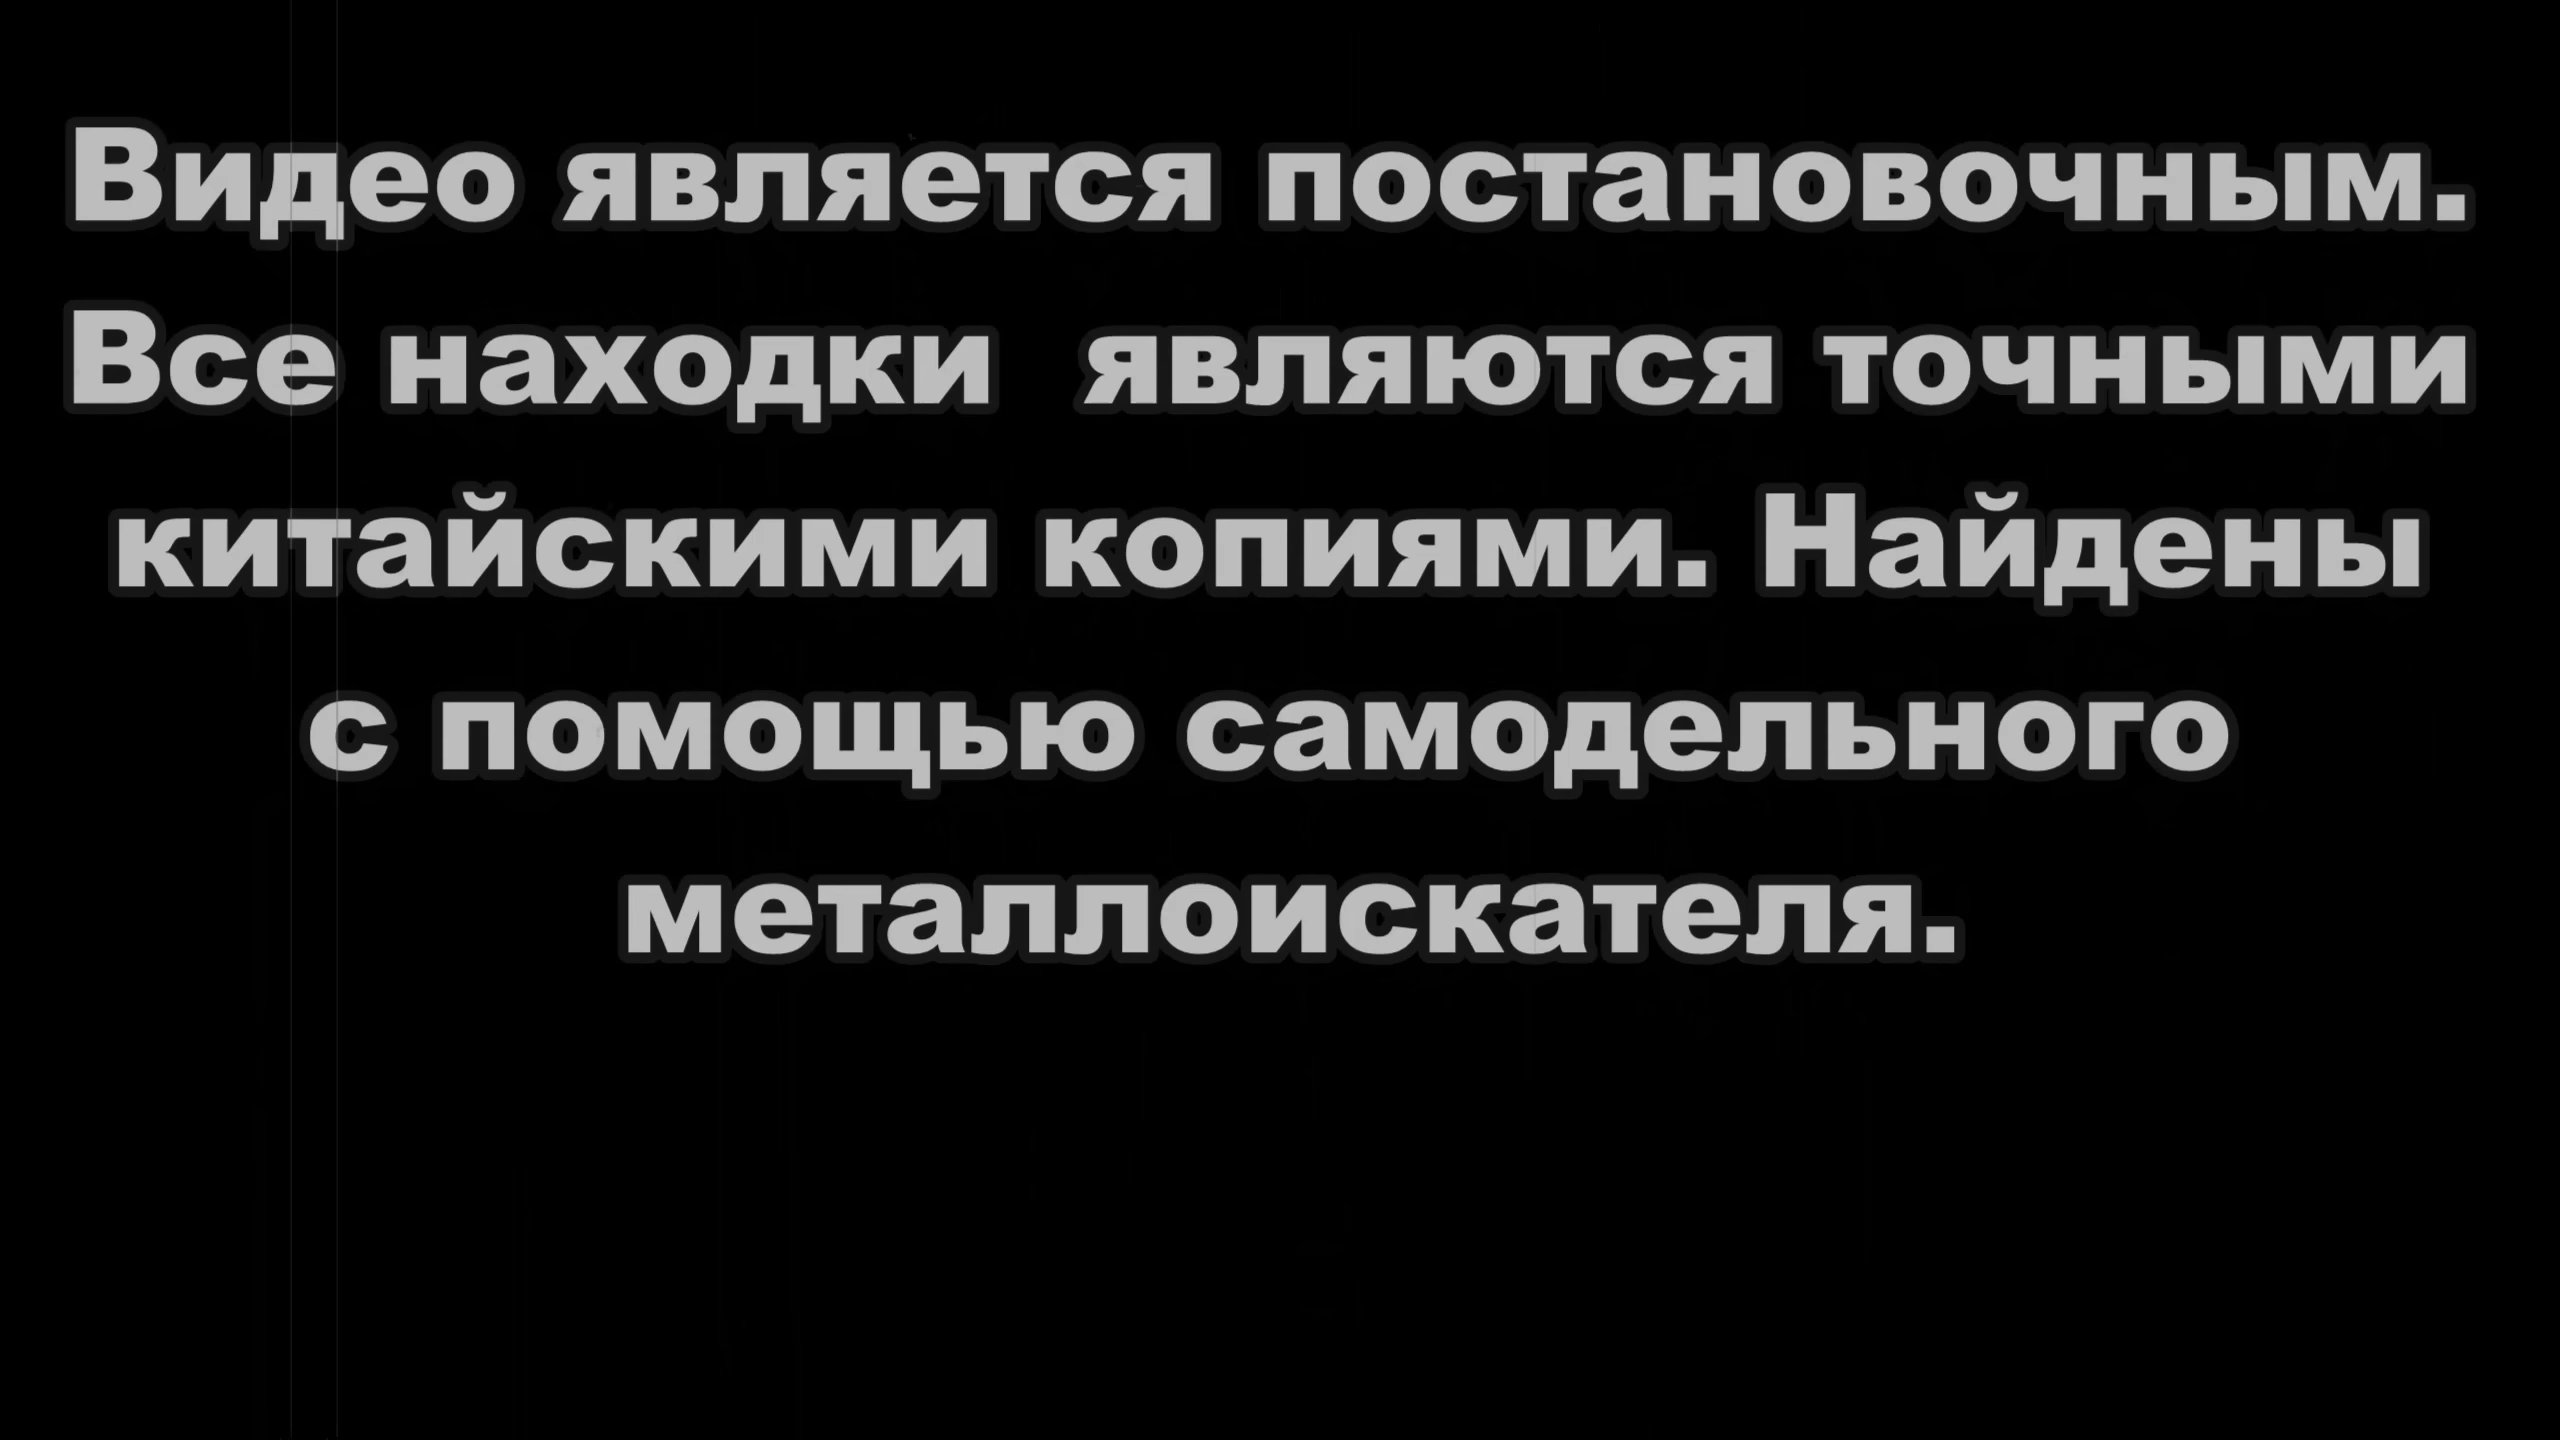 Видео является постановочным.
Все находки  являются точными
китайскими копиями. Найдены
с помощью самодельного
металлоискателя.